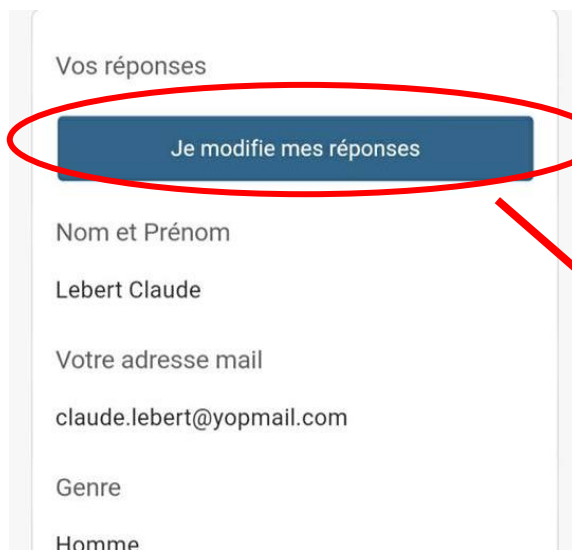 Vos réponses
Je modifie mes réponses
Nom et Prénom
Lebert Claude
Votre adresse mail
claude.lebert@yopmail.com
Genre
Homme